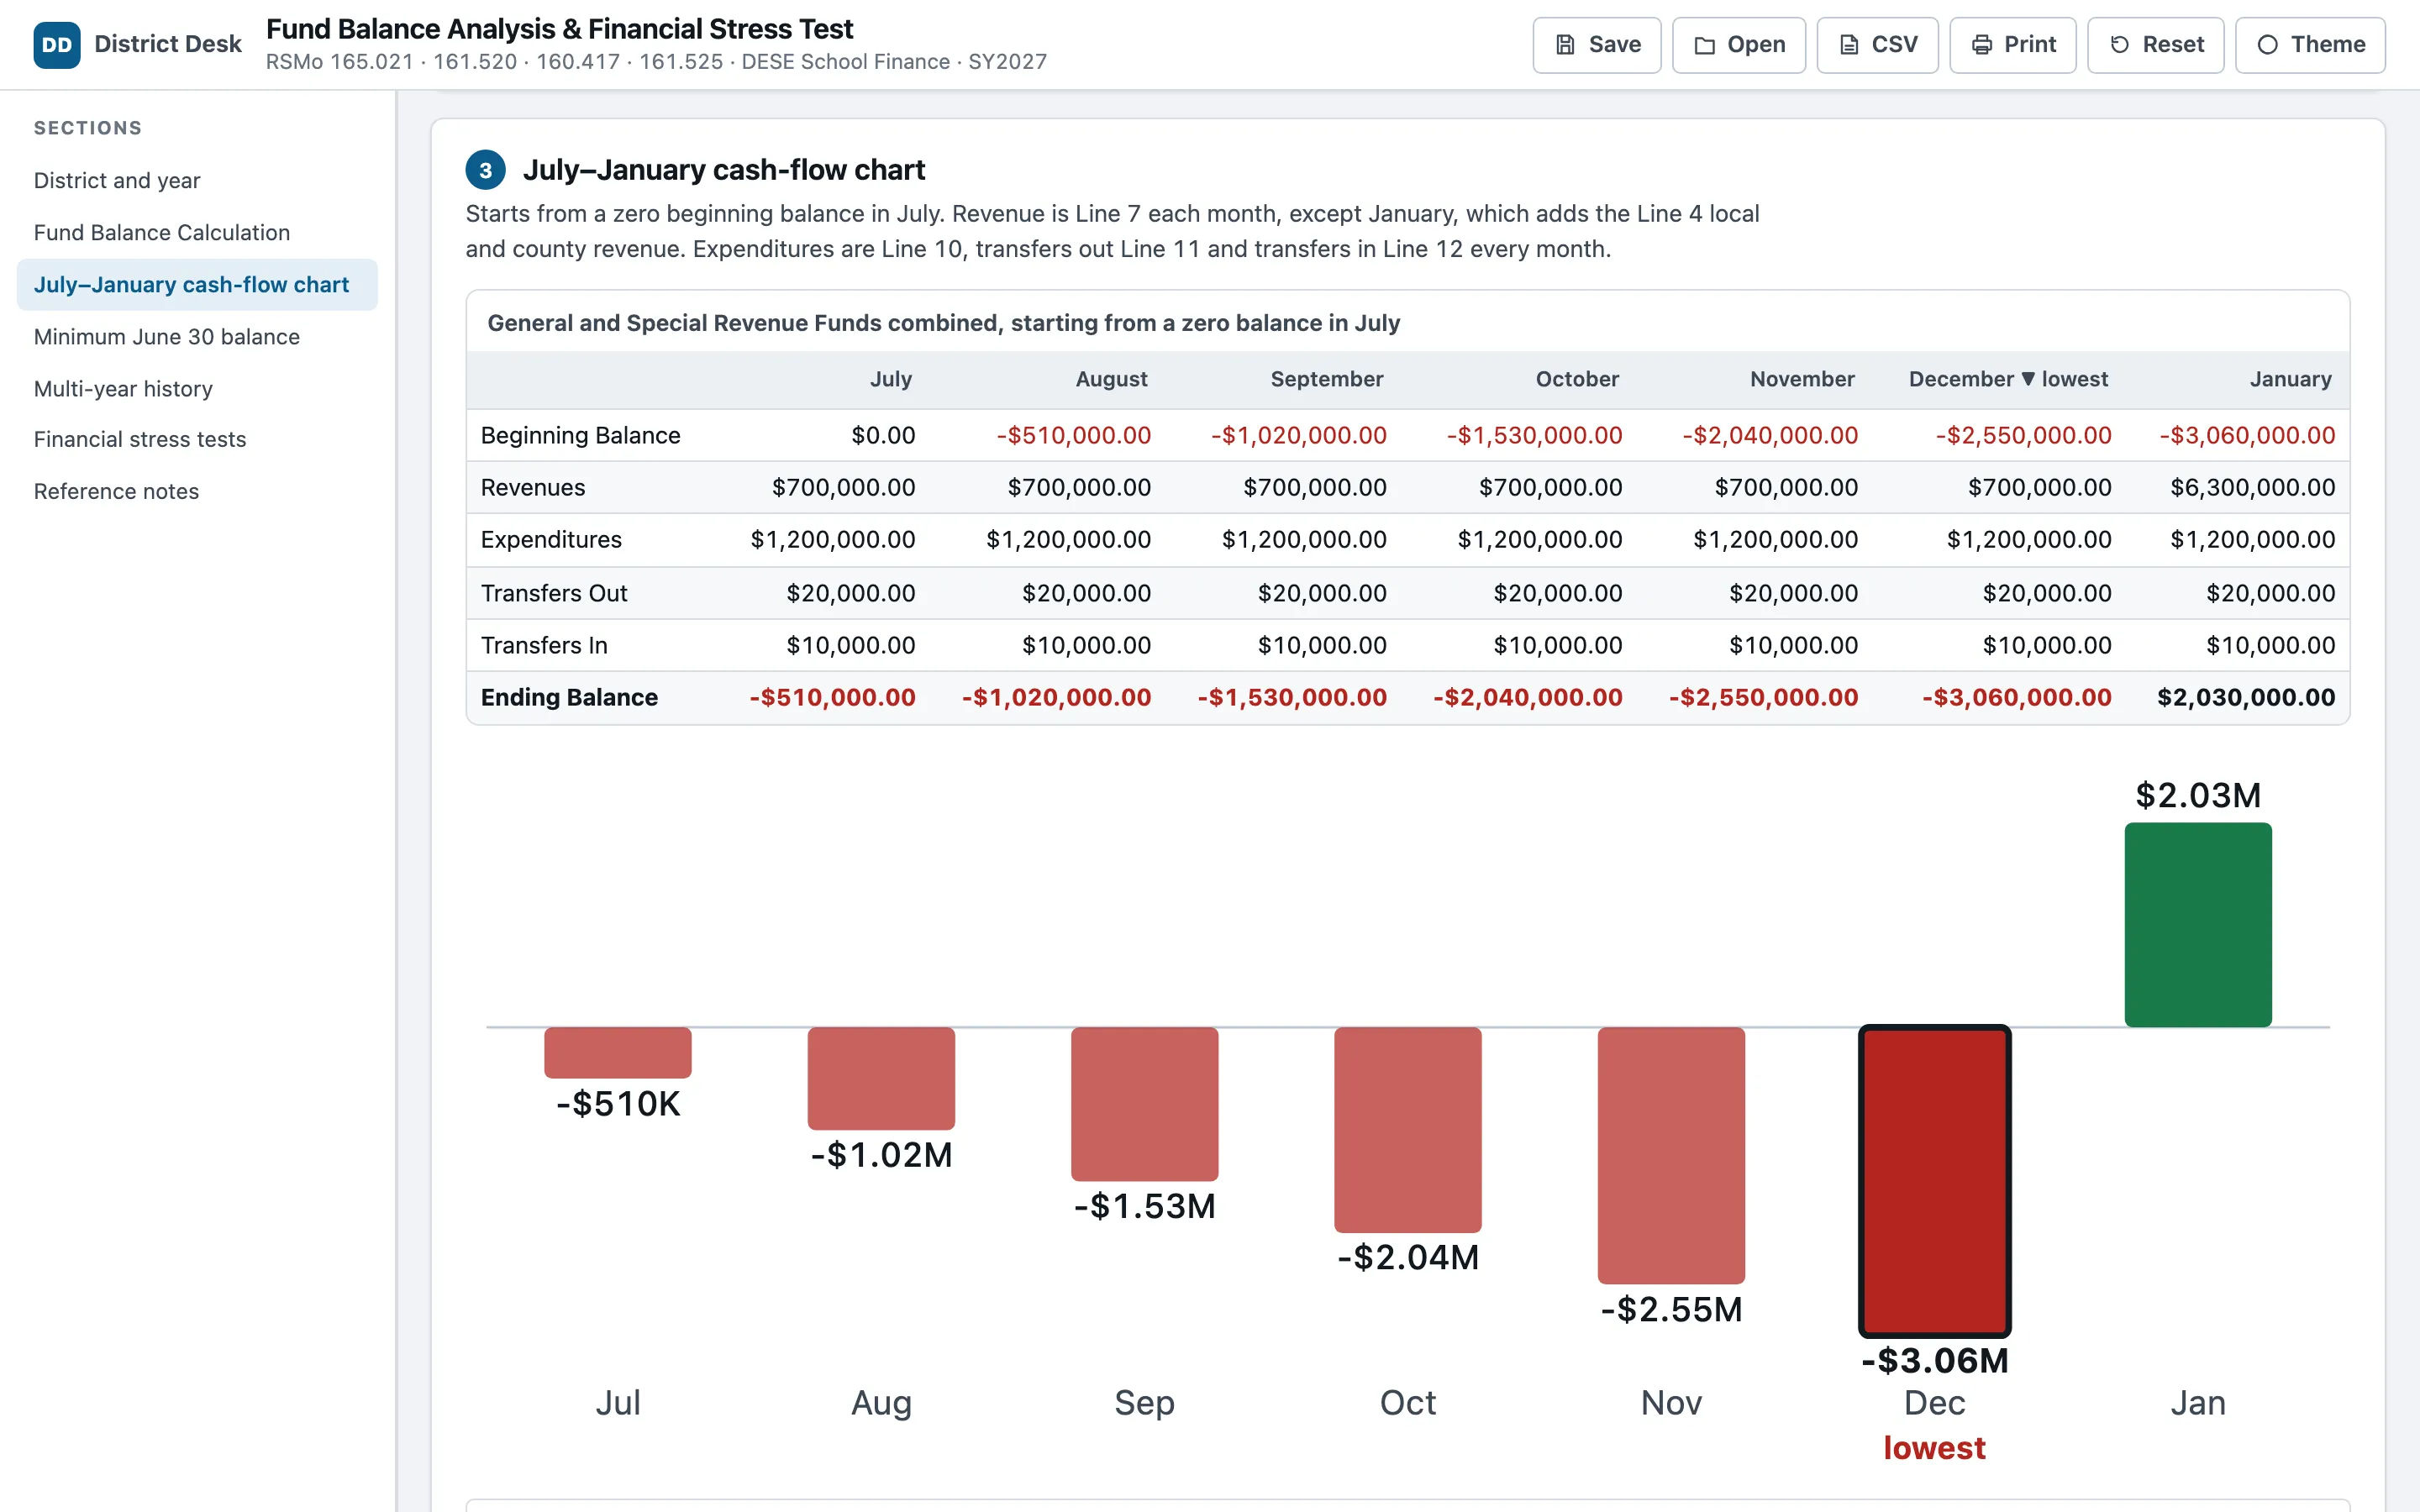 DD District Desk
Fund Balance Analysis & Financial Stress Test
RSMo 165.021 · 161.520 · 160.417 · 161.525 · DESE School Finance · SY2027
Save Open CSV Print Reset Theme
SECTIONS
District and year
Fund Balance Calculation
July–January cash-flow chart
Minimum June 30 balance
Multi-year history
Financial stress tests
Reference notes
3 July–January cash-flow chart
Starts from a zero beginning balance in July. Revenue is Line 7 each month, except January, which adds the Line 4 local
and county revenue. Expenditures are Line 10, transfers out Line 11 and transfers in Line 12 every month.
General and Special Revenue Funds combined, starting from a zero balance in July
July August September October November December ▼ lowest January
Beginning Balance $0.00 -$510,000.00 -$1,020,000.00 -$1,530,000.00 -$2,040,000.00 -$2,550,000.00 -$3,060,000.00
Revenues $700,000.00 $700,000.00 $700,000.00 $700,000.00 $700,000.00 $700,000.00 $6,300,000.00
Expenditures $1,200,000.00 $1,200,000.00 $1,200,000.00 $1,200,000.00 $1,200,000.00 $1,200,000.00 $1,200,000.00
Transfers Out $20,000.00 $20,000.00 $20,000.00 $20,000.00 $20,000.00 $20,000.00 $20,000.00
Transfers In $10,000.00 $10,000.00 $10,000.00 $10,000.00 $10,000.00 $10,000.00 $10,000.00
Ending Balance -$510,000.00 -$1,020,000.00 -$1,530,000.00 -$2,040,000.00 -$2,550,000.00 -$3,060,000.00 $2,030,000.00
$2.03M
-$510K
-$1.02M
-$1.53M
-$2.04M
-$2.55M
-$3.06M
Jul Aug Sep Oct Nov Dec Jan
lowest